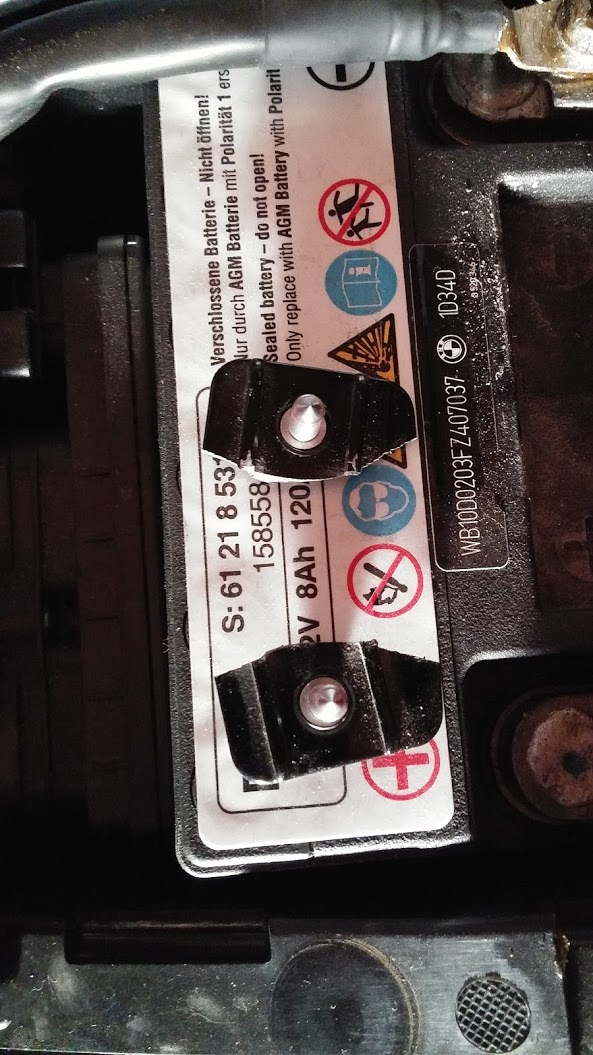 Verschlossene Batterie – Nicht öffnen!
Nur durch AGM Batterie mit Polarität 1 ers
Sealed battery – do not open!
Only replace with AGM Battery with Polarit
S: 61 21 8 53
158558
2V 8Ah 120
WB10D0203FZ407037
1D34D